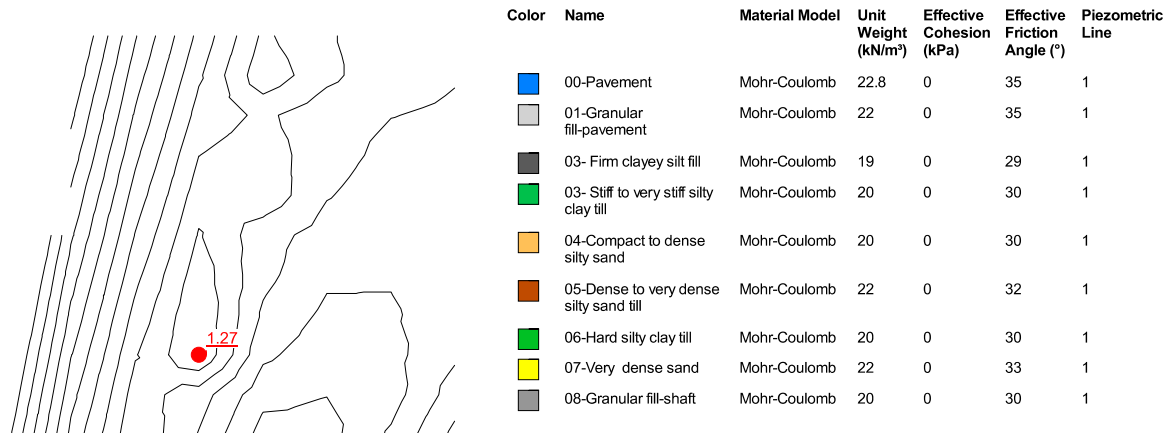 Color Name Material Model Unit Effective Effective Piezometric
Weight Cohesion Friction Line
(kN/m³) (kPa) Angle (°)
00-Pavement Mohr-Coulomb 22.8 0 35 1
01-Granular Mohr-Coulomb 22 0 35 1
fill-pavement
03- Firm clayey silt fill Mohr-Coulomb 19 0 29 1
03- Stiff to very stiff silty Mohr-Coulomb 20 0 30 1
clay till
04-Compact to dense Mohr-Coulomb 20 0 30 1
silty sand
05-Dense to very dense Mohr-Coulomb 22 0 32 1
silty sand till
1.27
06-Hard silty clay till Mohr-Coulomb 20 0 30 1
07-Very dense sand Mohr-Coulomb 22 0 33 1
08-Granular fill-shaft Mohr-Coulomb 20 0 30 1